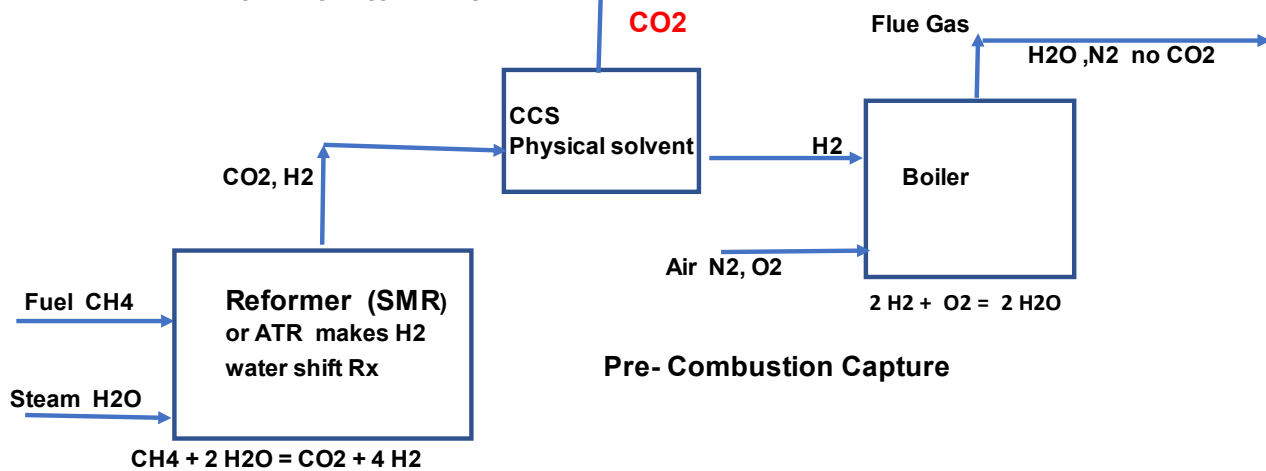 CO2
Flue Gas
H2O ,N2 no CO2
CCS
Physical solvent
CO2, H2
H2
Boiler
Air N2, O2
2 H2 + O2 = 2 H2O
Fuel CH4
Reformer (SMR)
or ATR makes H2
water shift Rx
Pre- Combustion Capture
Steam H2O
CH4 + 2 H2O = CO2 + 4 H2